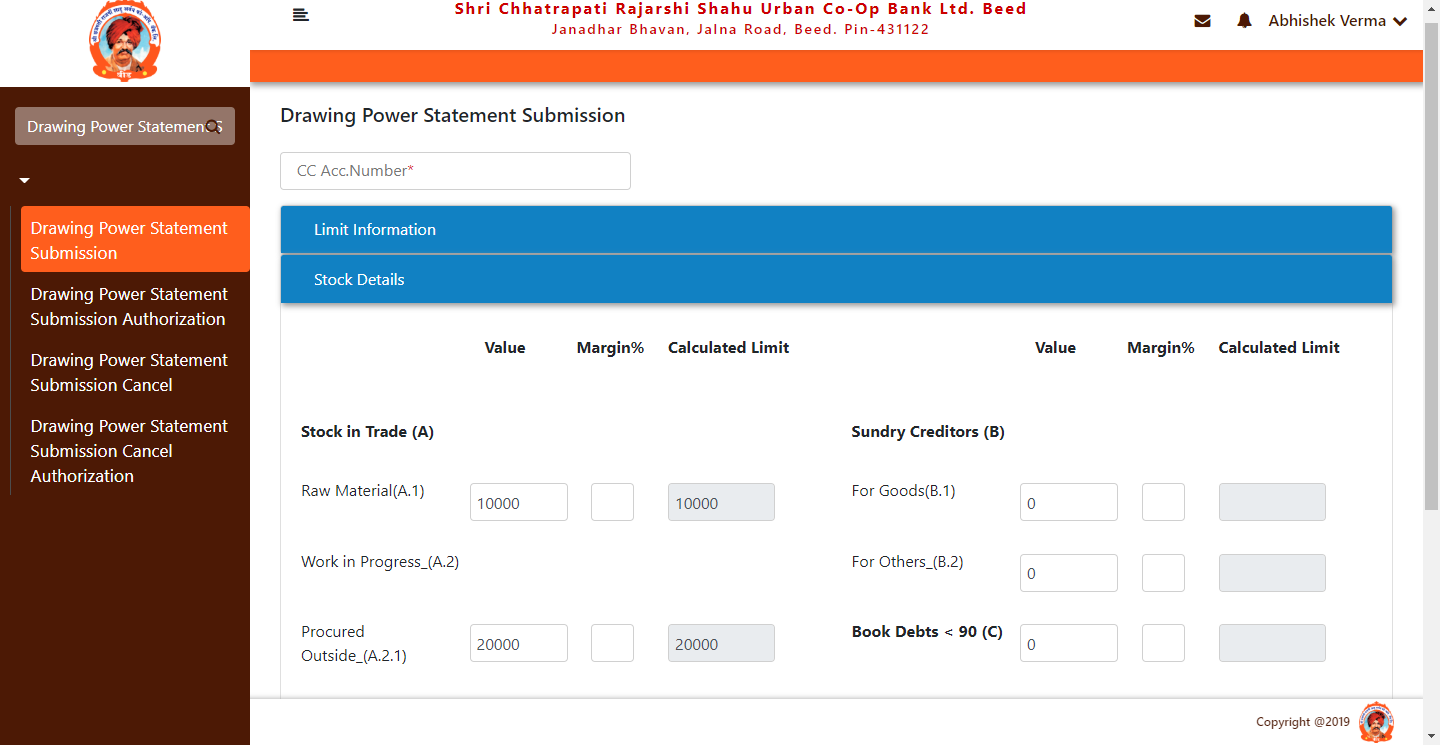 Shri Chhatrapati Rajarshi Shahu Urban Co-Op Bank Ltd. Beed
Janadhar Bhavan, Jalna Road, Beed. Pin-431122
Abhishek Verma
बीड
Drawing Power Statement S
Drawing Power Statement
Submission
Drawing Power Statement
Submission Authorization
Drawing Power Statement
Submission Cancel
Drawing Power Statement
Submission Cancel
Authorization
Drawing Power Statement Submission
CC Acc.Number*
Limit Information
Stock Details
Value Margin% Calculated Limit Value Margin% Calculated Limit
Stock in Trade (A) Sundry Creditors (B)
Raw Material(A.1) 10000 10000 For Goods(B.1) 0
Work in Progress_(A.2) For Others_(B.2) 0
Procured
Outside_(A.2.1) 20000 20000 Book Debts < 90 (C) 0
Copyright @2019